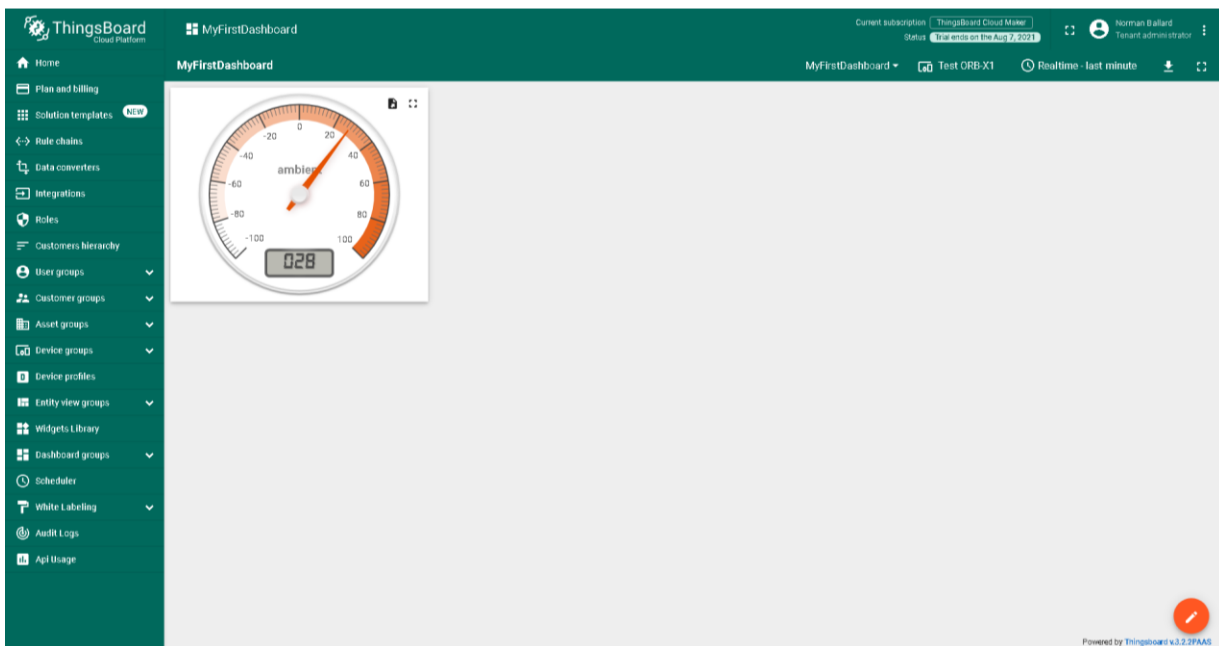 ThingsBoard
Cloud Platform
MyFirstDashboard
Current subscription ThingsBoard Cloud Maker
Status Trial ends on the Aug 7, 2021
Norman Ballard
Tenant administrator
Home
Plan and billing
Solution templates NEW
Rule chains
Data converters
Integrations
Roles
Customers hierarchy
User groups
Customer groups
Asset groups
Device groups
Device profiles
Entity view groups
Widgets Library
Dashboard groups
Scheduler
White Labeling
Audit Logs
Api Usage
MyFirstDashboard
MyFirstDashboard
Test ORB-X1
Realtime - last minute
0
-20 20
-40 40
ambient
-60 60
-80 80
-100 100
028
Powered by Thingsboard v.3.2.2PAAS